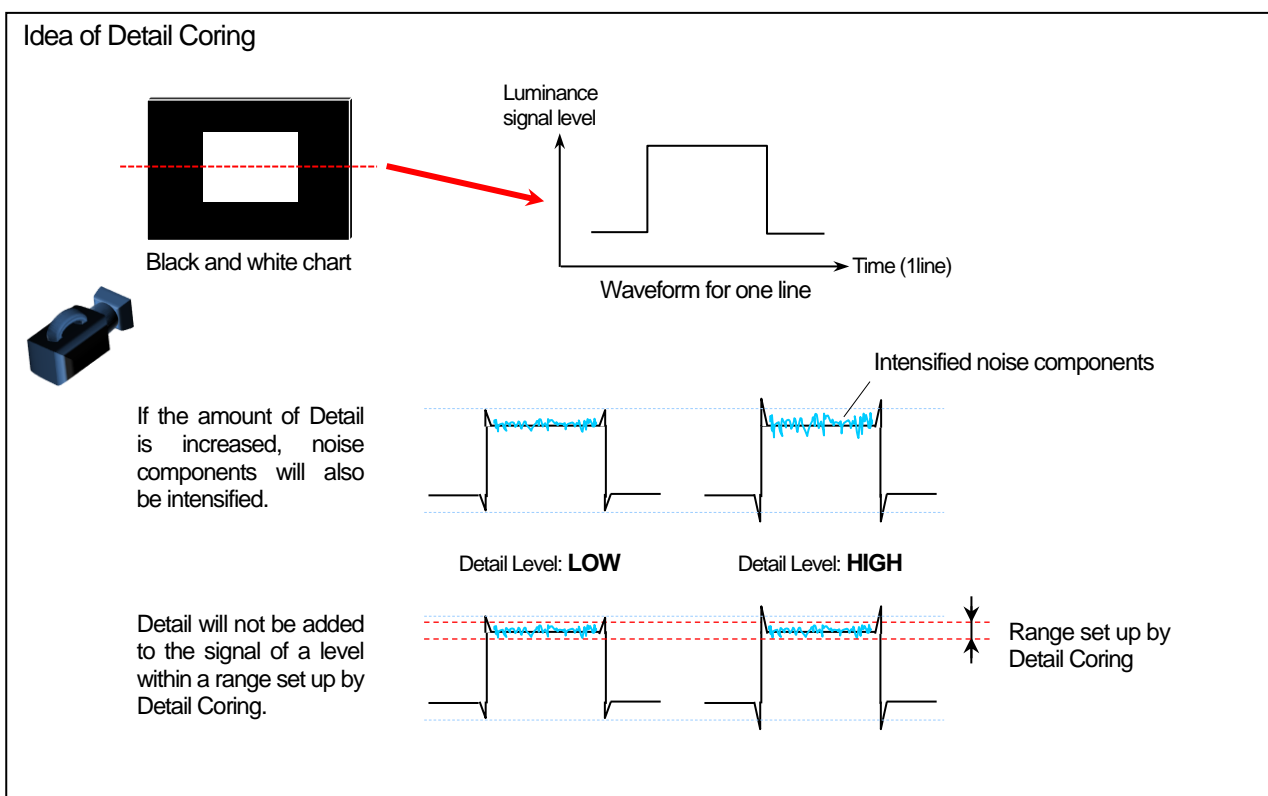 Idea of Detail Coring
Luminance
signal level
Black and white chart
Time (1line)
Waveform for one line
Intensified noise components
If the amount of Detail
is increased, noise
components will also
be intensified.
Detail Level: LOW
Detail Level: HIGH
Detail will not be added
to the signal of a level
within a range set up by
Detail Coring.
Range set up by
Detail Coring